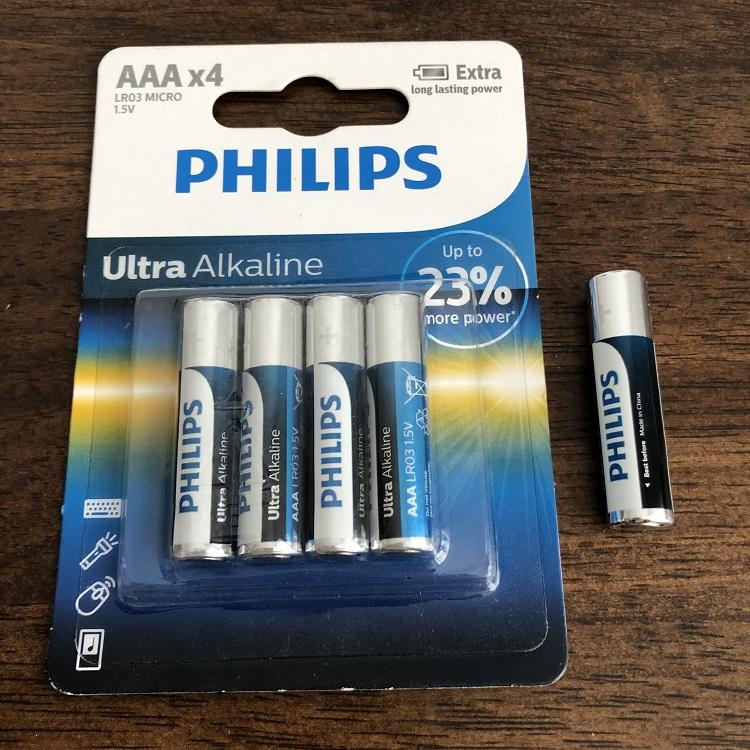 AAA x4
LR03 MICRO
1.5V
Extra
long lasting power
PHILIPS
Ultra Alkaline
Up to
23%
more power*
PHILIPS
Ultra Alkaline
PHILIPS
Ultra Alkaline
AAA LR03 1.5V
PHILIPS
Ultra Alkaline
Ultra Alkaline
AAA LR03 1.5V
PHILIPS
Best before Made in China